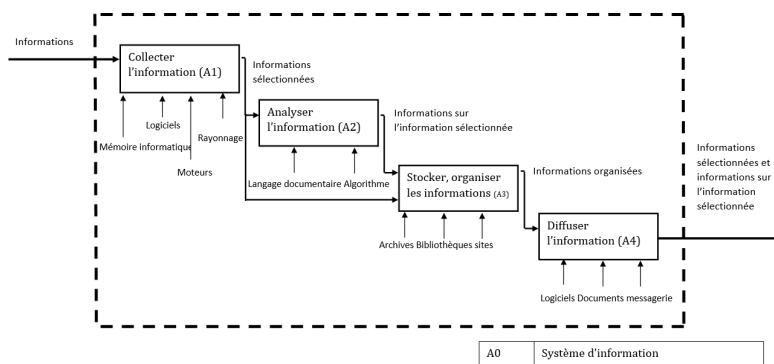 Informations
Collecter
l'information (A1)
Informations
sélectionnées
Logiciels
Rayonnage
Mémoire informatique
Moteurs
Analyser
l'information (A2)
Informations sur
l'information sélectionnée
Langage documentaire Algorithme
Stocker, organiser
les informations (A3)
Informations organisées
Archives Bibliothèques sites
Diffuser
l'information (A4)
Logiciels Documents messagerie
Informations
sélectionnées et
informations sur
l'information
sélectionnée
A0 Système d'information